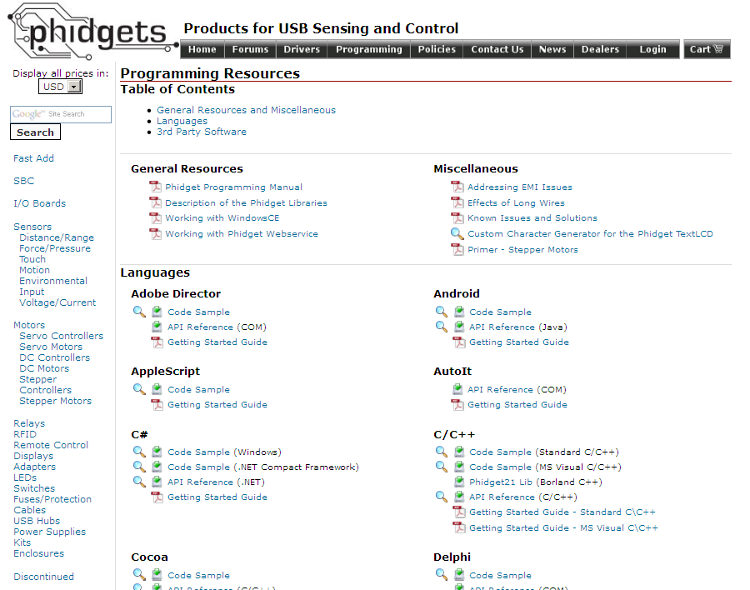 phidgets
Products for USB Sensing and Control
Home Forums Drivers Programming Policies Contact Us News Dealers Login Cart
Display all prices in:
USD
Google™ Site Search
Search
Fast Add
SBC
I/O Boards
Sensors
Distance/Range
Force/Pressure
Touch
Motion
Environmental
Input
Voltage/Current
Motors
Servo Controllers
Servo Motors
DC Controllers
DC Motors
Stepper
Controllers
Stepper Motors
Relays
RFID
Remote Control
Displays
Adapters
LEDs
Switches
Fuses/Protection
Cables
USB Hubs
Power Supplies
Kits
Enclosures
Discontinued
Programming Resources
Table of Contents
General Resources and Miscellaneous
Languages
3rd Party Software
General Resources
Phidget Programming Manual
Description of the Phidget Libraries
Working with WindowsCE
Working with Phidget Webservice
Miscellaneous
Addressing EMI Issues
Effects of Long Wires
Known Issues and Solutions
Custom Character Generator for the Phidget TextLCD
Primer - Stepper Motors
Languages
Adobe Director
Code Sample
API Reference (COM)
Getting Started Guide
Android
Code Sample
API Reference (Java)
Getting Started Guide
AppleScript
Code Sample
Getting Started Guide
AutoIt
API Reference (COM)
Getting Started Guide
C#
Code Sample (Windows)
Code Sample (.NET Compact Framework)
API Reference (.NET)
Getting Started Guide
C/C++
Code Sample (Standard C/C++)
Code Sample (MS Visual C/C++)
Phidget21 Lib (Borland C++)
API Reference (C/C++)
Getting Started Guide - Standard C\C++
Getting Started Guide - MS Visual C\C++
Cocoa
Code Sample
API Reference (C/C++)
Delphi
Code Sample
API Reference (COM)